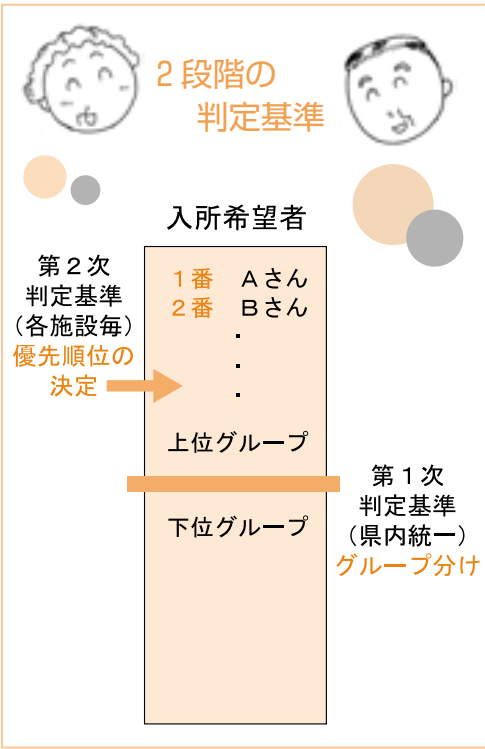 2段階の
判定基準
入所希望者
第2次
判定基準
（各施設毎）
優先順位の
決定
1番 Aさん
2番 Bさん
・
・
・
上位グループ
下位グループ
第1次
判定基準
（県内統一）
グループ分け